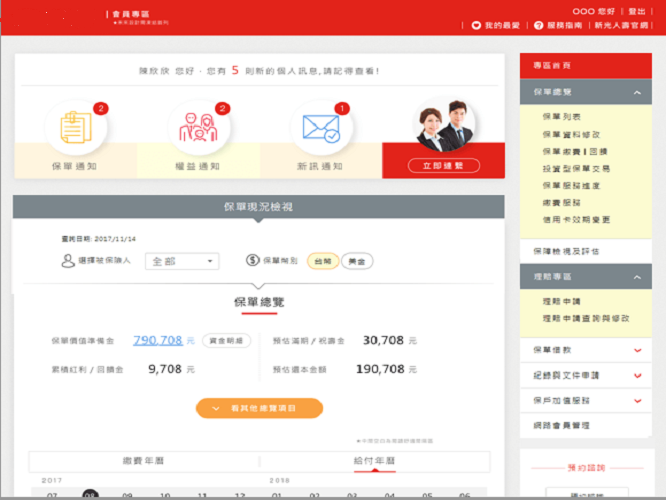 會員專區
OOO 您好 | 登出 |
| 我的最愛 | 服務指南 | 新光人壽官網 |
陳欣欣 您好, 您有 5 則新的個人訊息,請記得查看!
2
2
1
保單通知
權益通知
新訊通知
立即總覽
保單現況檢視
查詢日期: 2017/11/14
選擇被保險人
全部
保單幣別
台幣
美金
保單總覽
保單價值準備金 790,708 元
資金明細
預估滿期 / 祝壽金 30,708 元
累積紅利 / 回饋金 9,708 元
預估還本金額 190,708 元
看其他總覽項目
繳費年曆
給付年曆
2017
2018
07 08 09 10 11 12 01 02 03 04 05 06
專區首頁
保單總覽
保單列表
保單資料修改
保單繳費 | 回饋
投資型保單交易
保單服務進度
繳費服務
信用卡效期變更
保障檢視及評估
理賠專區
理賠申請
理賠申請查詢與修改
保單借款
紀錄與文件申請
保戶加值服務
網路會員管理
預約諮詢